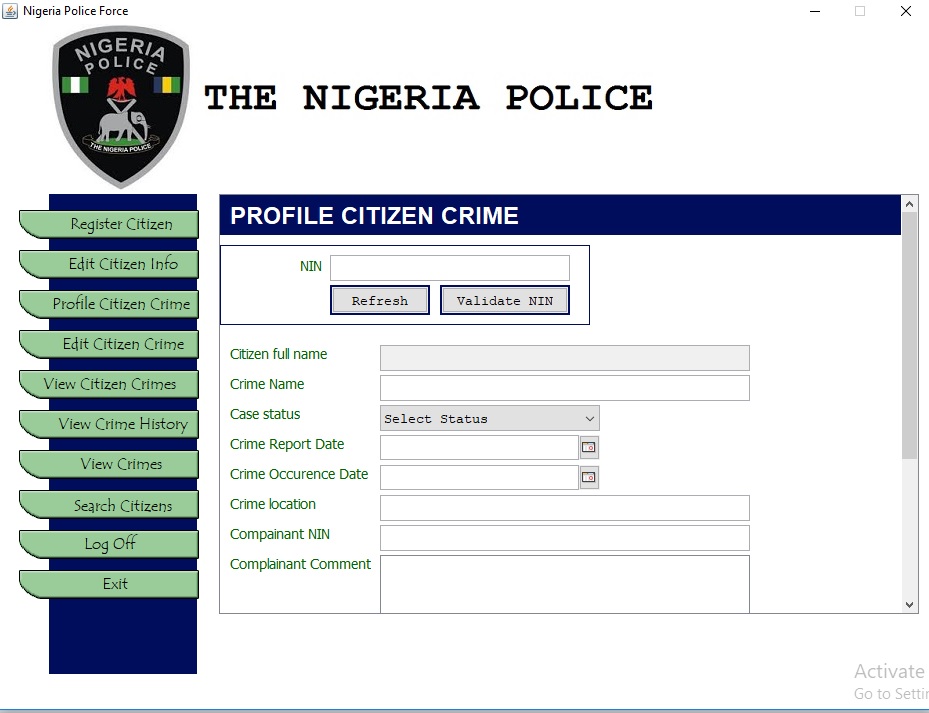 Nigeria Police Force
NIGERIA
POLICE
THE NIGERIA POLICE
THE NIGERIA POLICE
Register Citizen
Edit Citizen Info
Profile Citizen Crime
Edit Citizen Crime
View Citizen Crimes
View Crime History
View Crimes
Search Citizens
Log Off
Exit
PROFILE CITIZEN CRIME
NIN
Refresh Validate NIN
Citizen full name
Crime Name
Case status Select Status
Crime Report Date
Crime Occurence Date
Crime location
Compainant NIN
Complainant Comment
Activate
Go to Settin